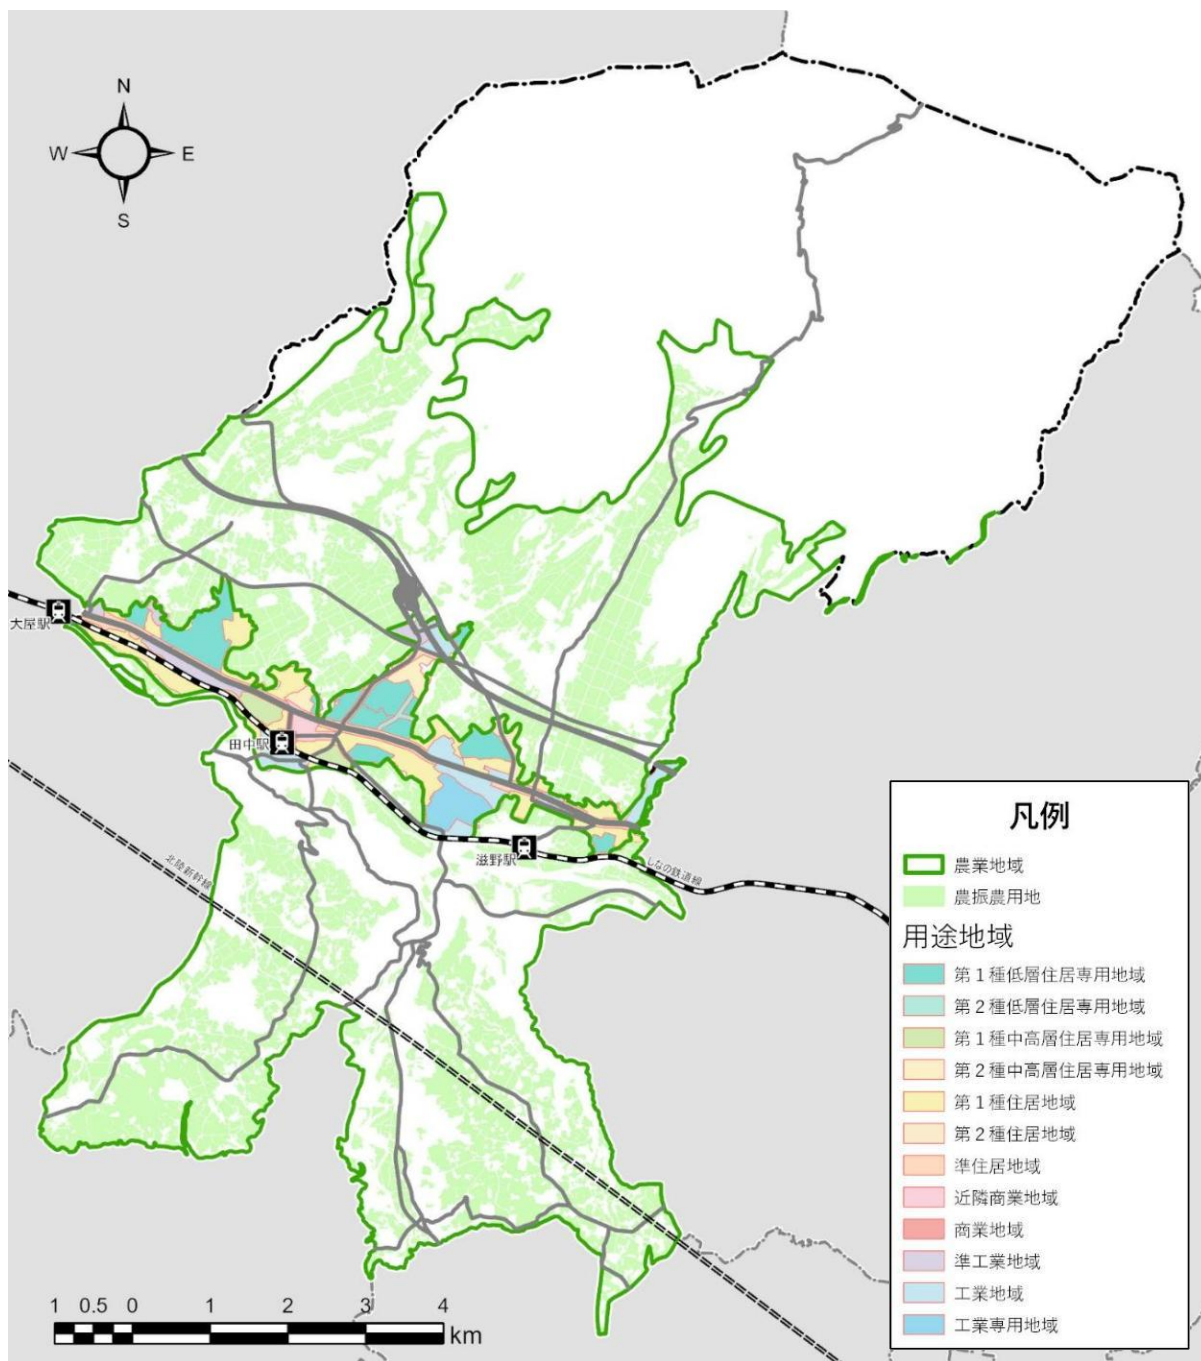 N
W
E
S
大屋駅
田中駅
滋野駅
しなの鉄道線
北陸新幹線
凡例
農業地域
農振農用地
用途地域
第１種低層住居専用地域
第２種低層住居専用地域
第１種中高層住居専用地域
第２種中高層住居専用地域
第１種住居地域
第２種住居地域
準住居地域
近隣商業地域
商業地域
準工業地域
工業地域
工業専用地域
1 0.5 0 1 2 3 4
km